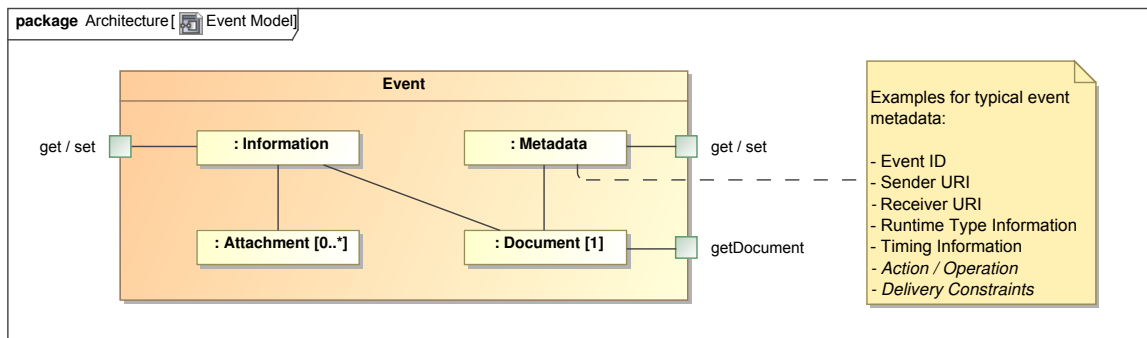 package Architecture [ Event Model]
Event
get / set
: Information
: Metadata
get / set
: Attachment [0..*]
: Document [1]
getDocument
Examples for typical event
metadata:
- Event ID
- Sender URI
- Receiver URI
- Runtime Type Information
- Timing Information
- Action / Operation
- Delivery Constraints